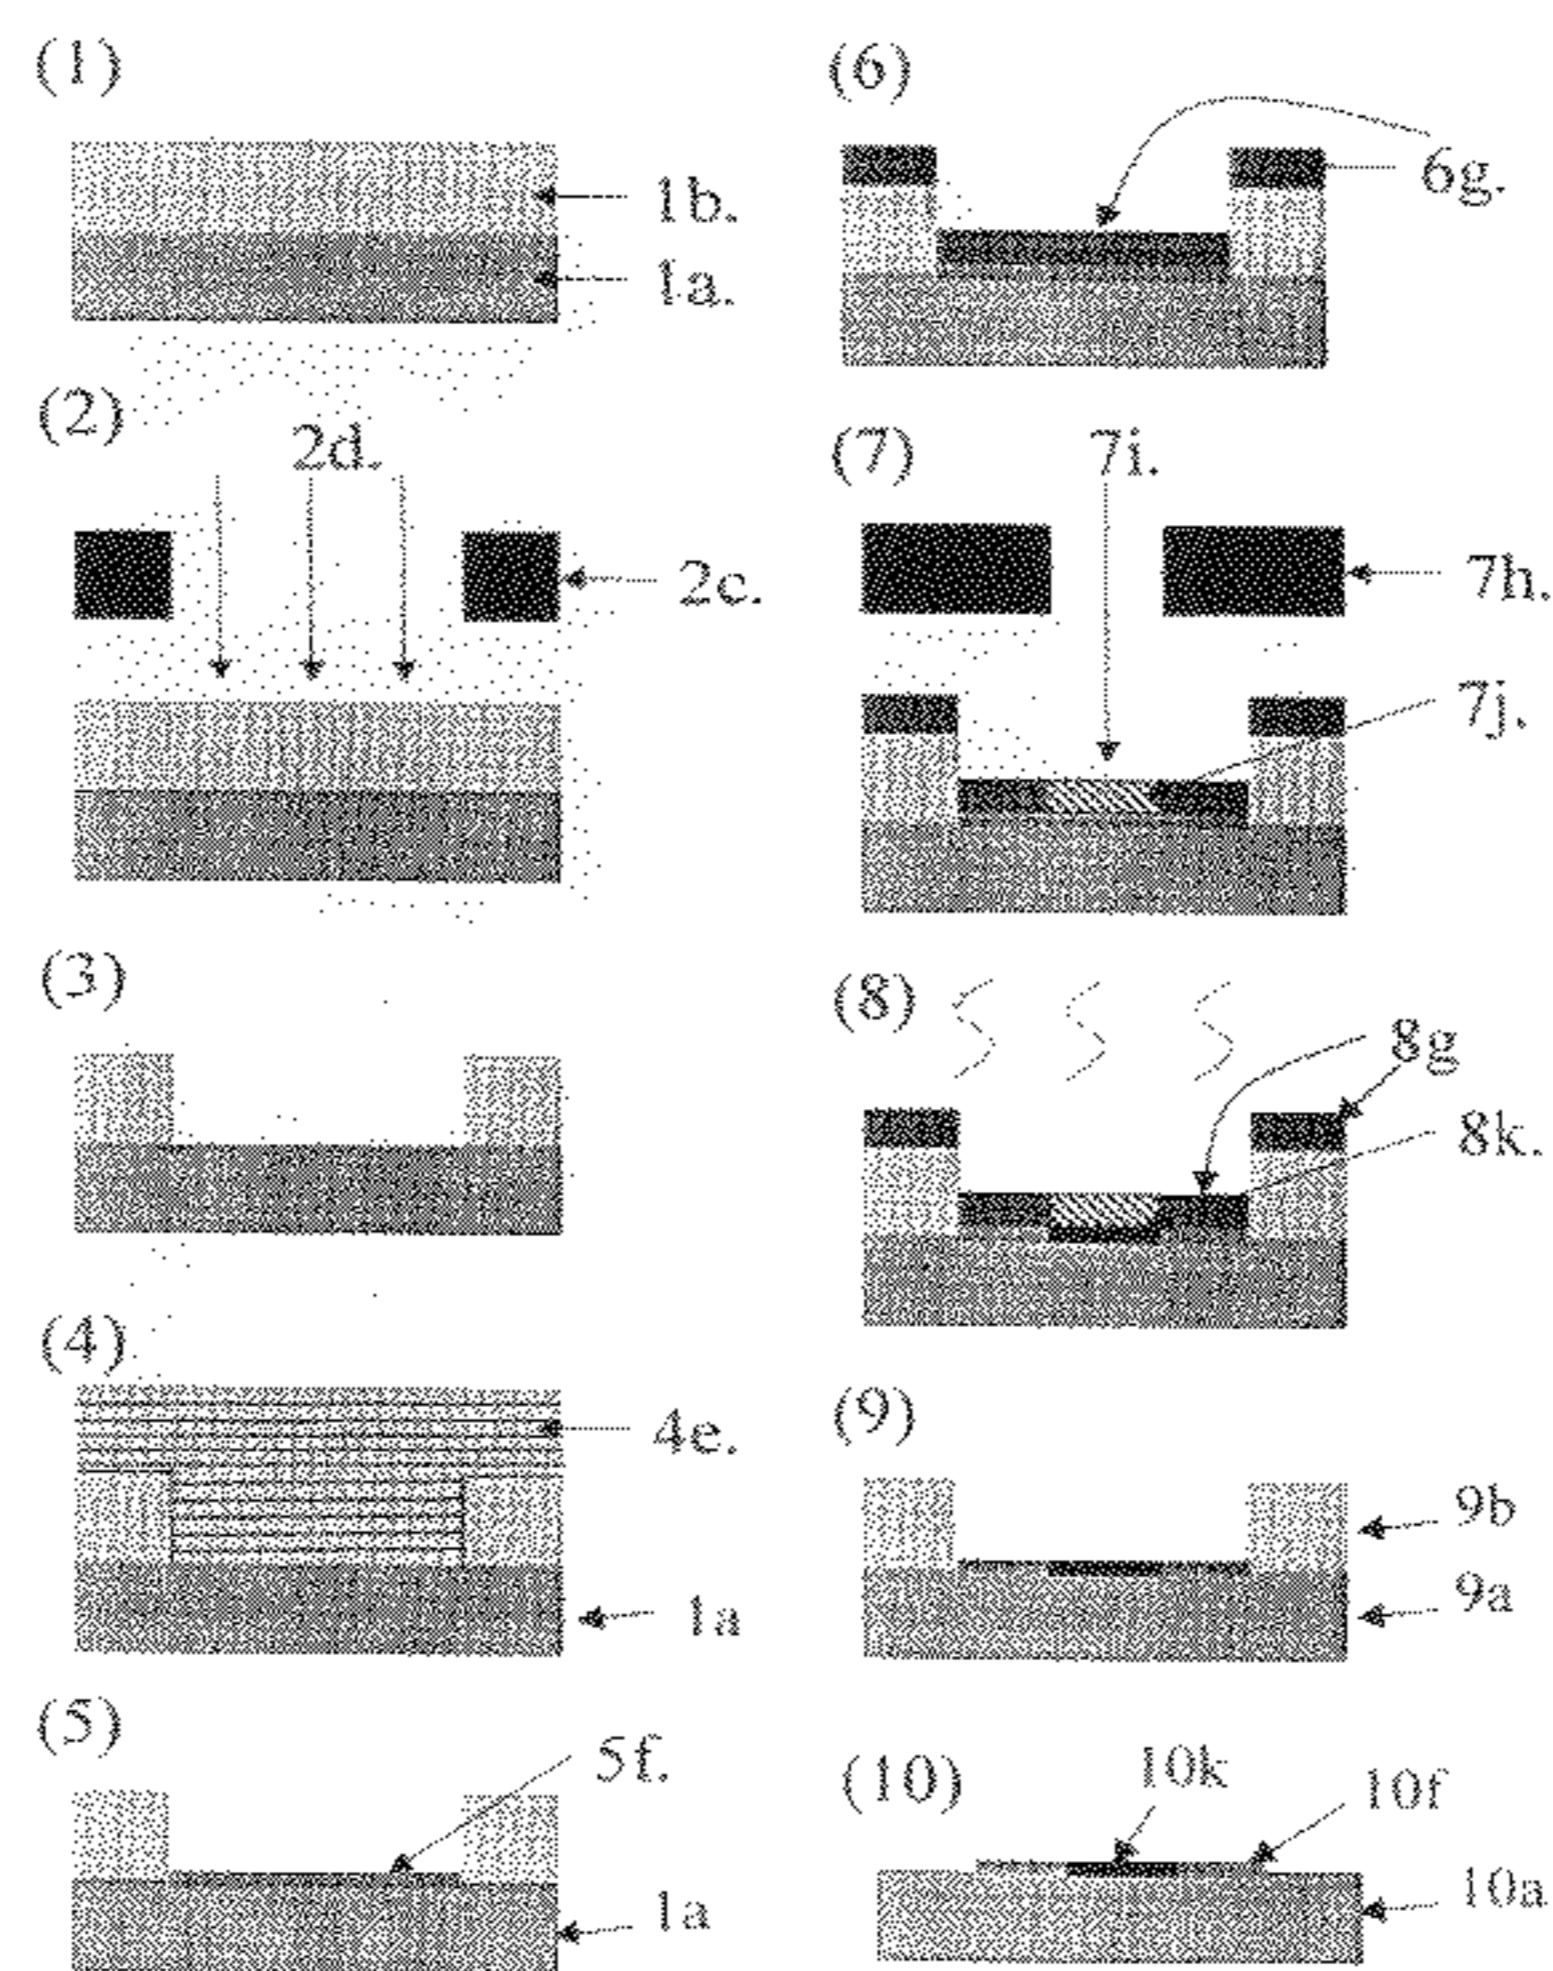 (1)
1b.
1a.
(2)
2d.
2c.
(3)
(4)
4e.
1a
(5)
5f.
1a
(6)
6g.
(7)
7i.
7h.
7j.
(8)
8g
8k.
(9)
9b
9a
(10)
10k
10f
10a